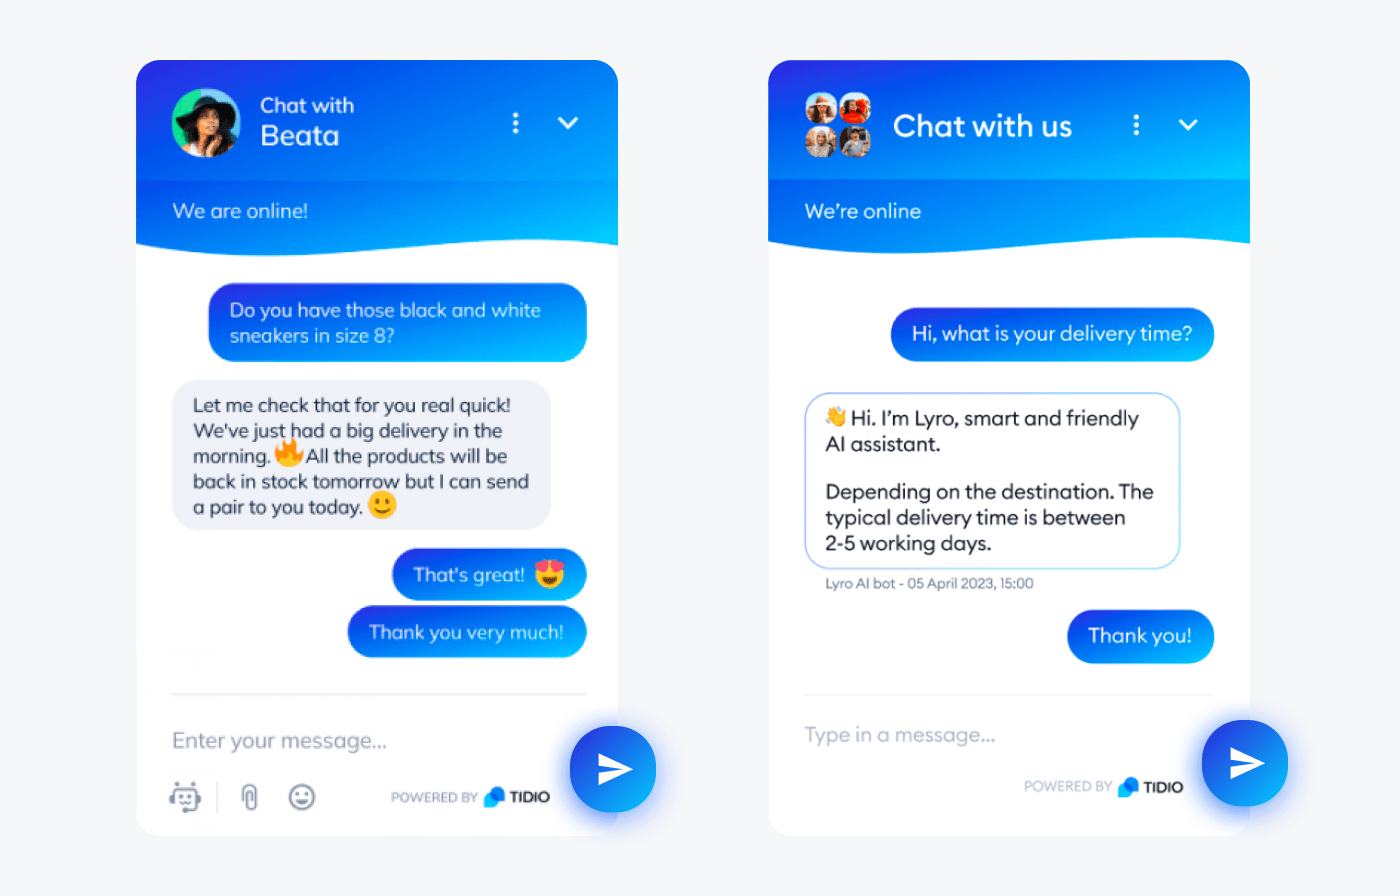 Chat with
Beata
We are online!
Do you have those black and white
sneakers in size 8?
Let me check that for you real quick!
We've just had a big delivery in the
morning. 🔥 All the products will be
back in stock tomorrow but I can send
a pair to you today. 🙂
That's great! 😍
Thank you very much!
Enter your message...
POWERED BY TIDIO
Chat with us
We're online
Hi, what is your delivery time?
👋 Hi. I'm Lyro, smart and friendly
AI assistant.
Depending on the destination. The
typical delivery time is between
2-5 working days.
Lyro AI bot - 05 April 2023, 15:00
Thank you!
Type in a message...
POWERED BY TIDIO